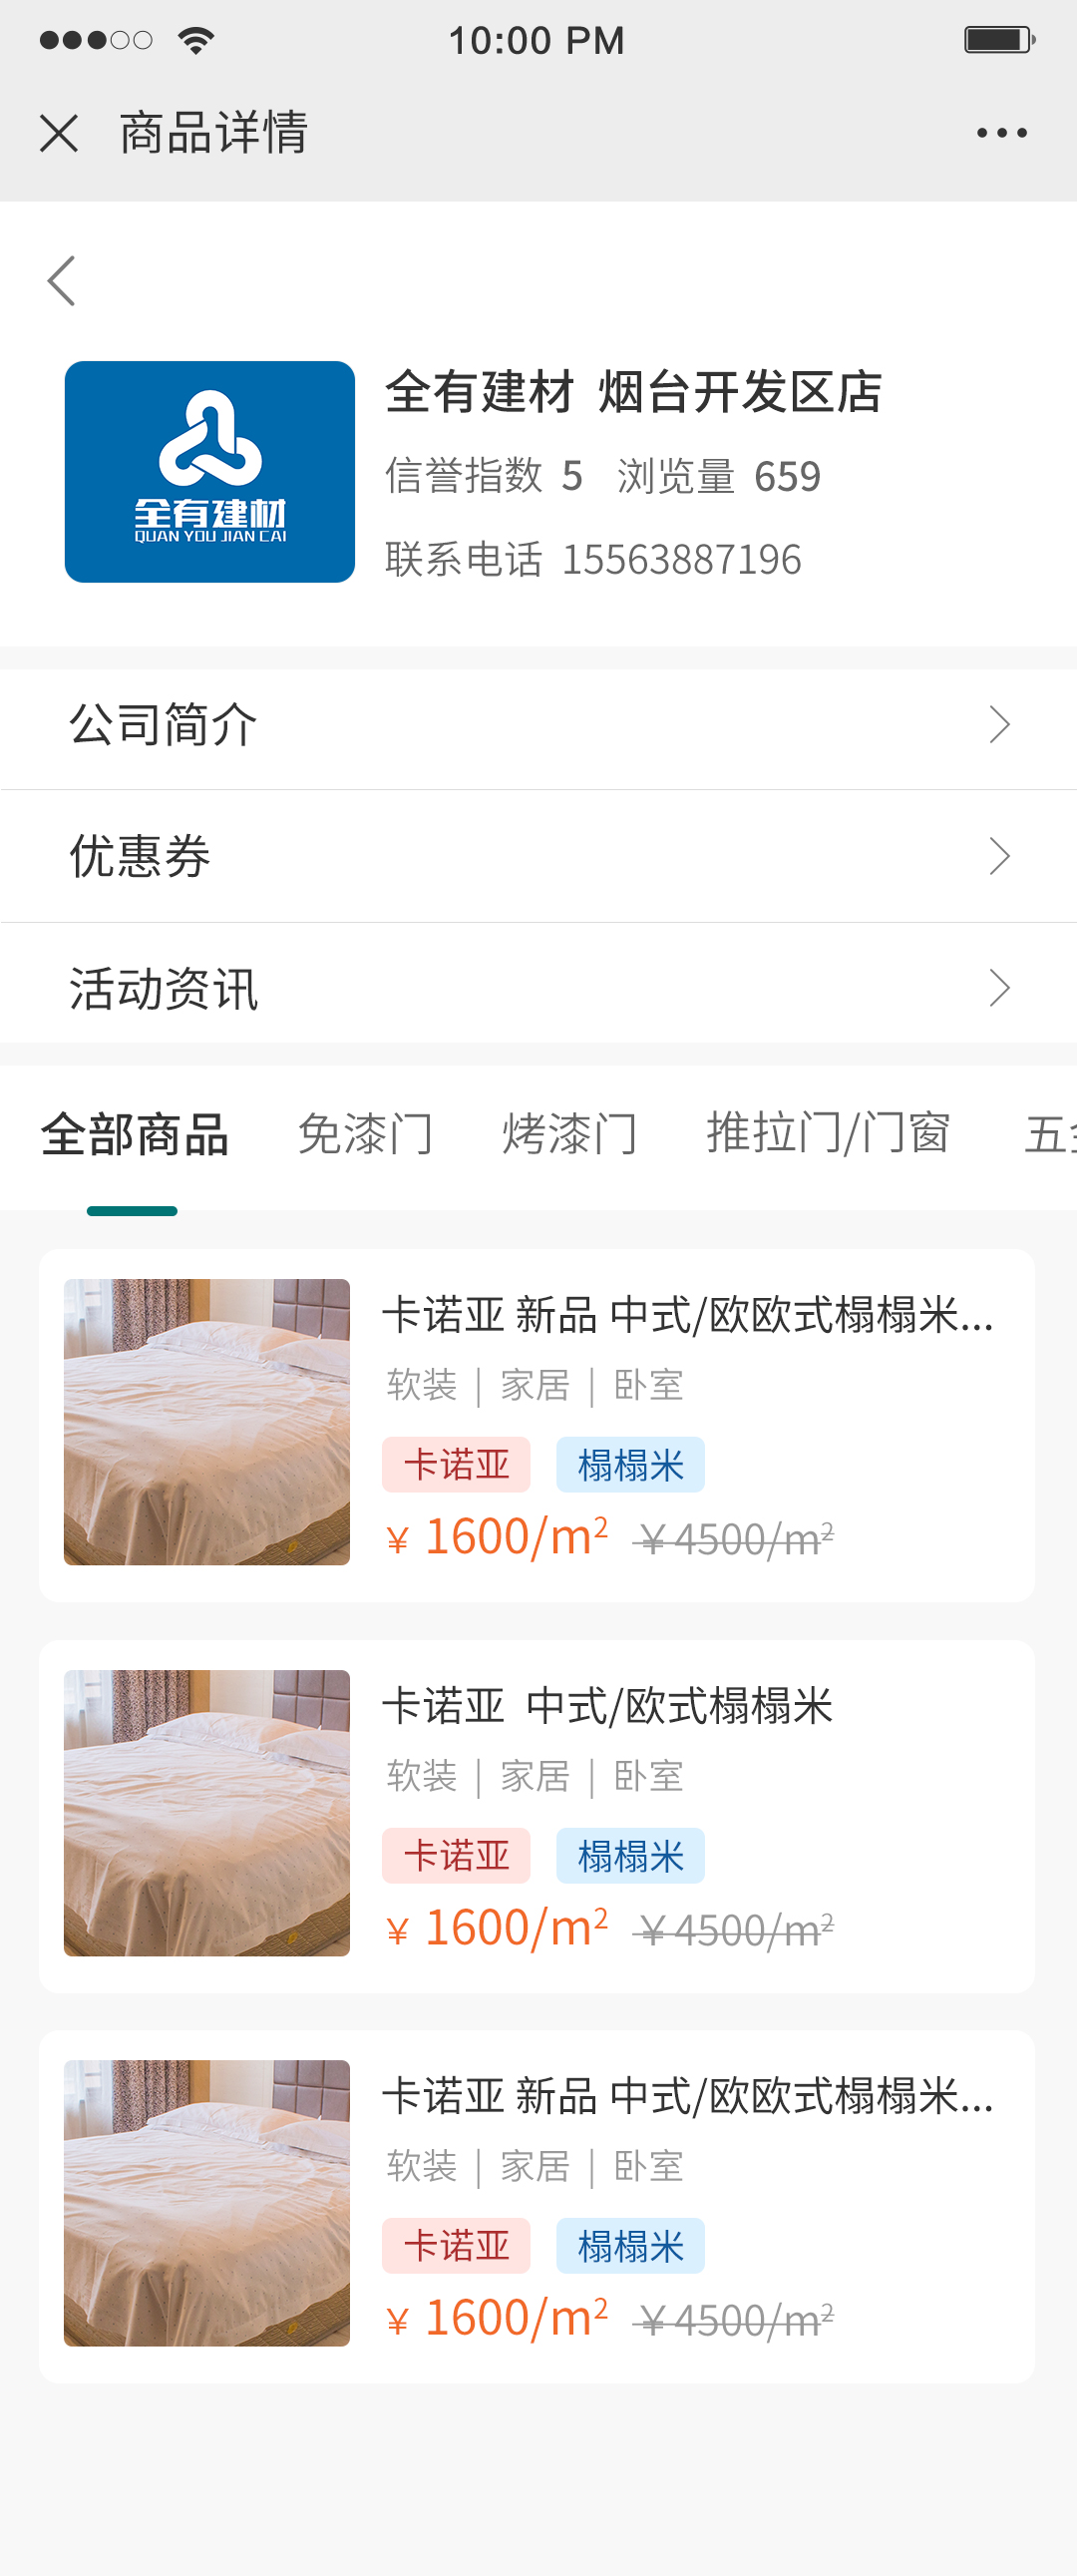 10:00 PM
商品详情
全有建材 烟台开发区店
信誉指数 5 浏览量 659
联系电话 15563887196
全有建材
QUAN YOU JIAN CAI
公司简介
优惠券
活动资讯
全部商品 免漆门 烤漆门 推拉门/门窗 五
卡诺亚 新品 中式/欧欧式榻榻米...
软装 | 家居 | 卧室
卡诺亚 榻榻米
¥ 1600/m² ¥4500/m²
卡诺亚 中式/欧式榻榻米
软装 | 家居 | 卧室
卡诺亚 榻榻米
¥ 1600/m² ¥4500/m²
卡诺亚 新品 中式/欧欧式榻榻米...
软装 | 家居 | 卧室
卡诺亚 榻榻米
¥ 1600/m² ¥4500/m²